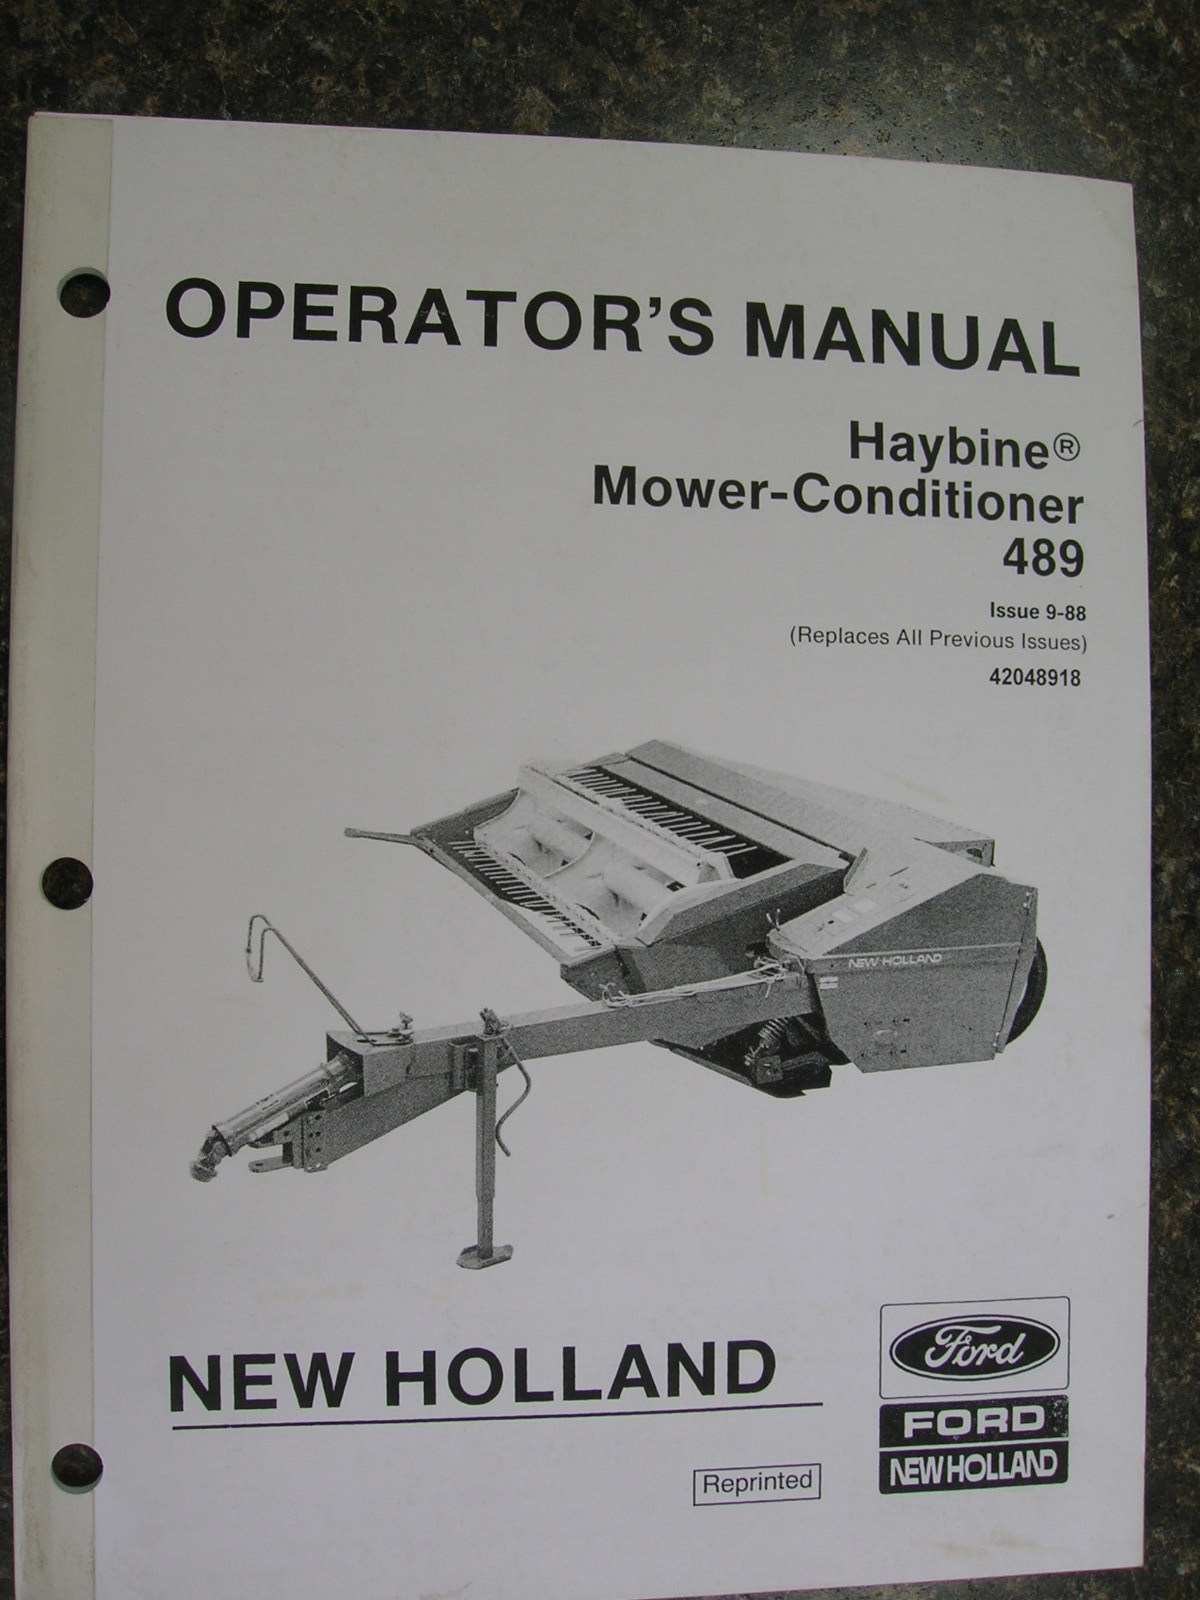 OPERATOR'S MANUAL
Haybine®
Mower-Conditioner
489
Issue 9-88
(Replaces All Previous Issues)
42048918
NEW HOLLAND
NEW HOLLAND
Reprinted
Ford
FORD
NEW HOLLAND